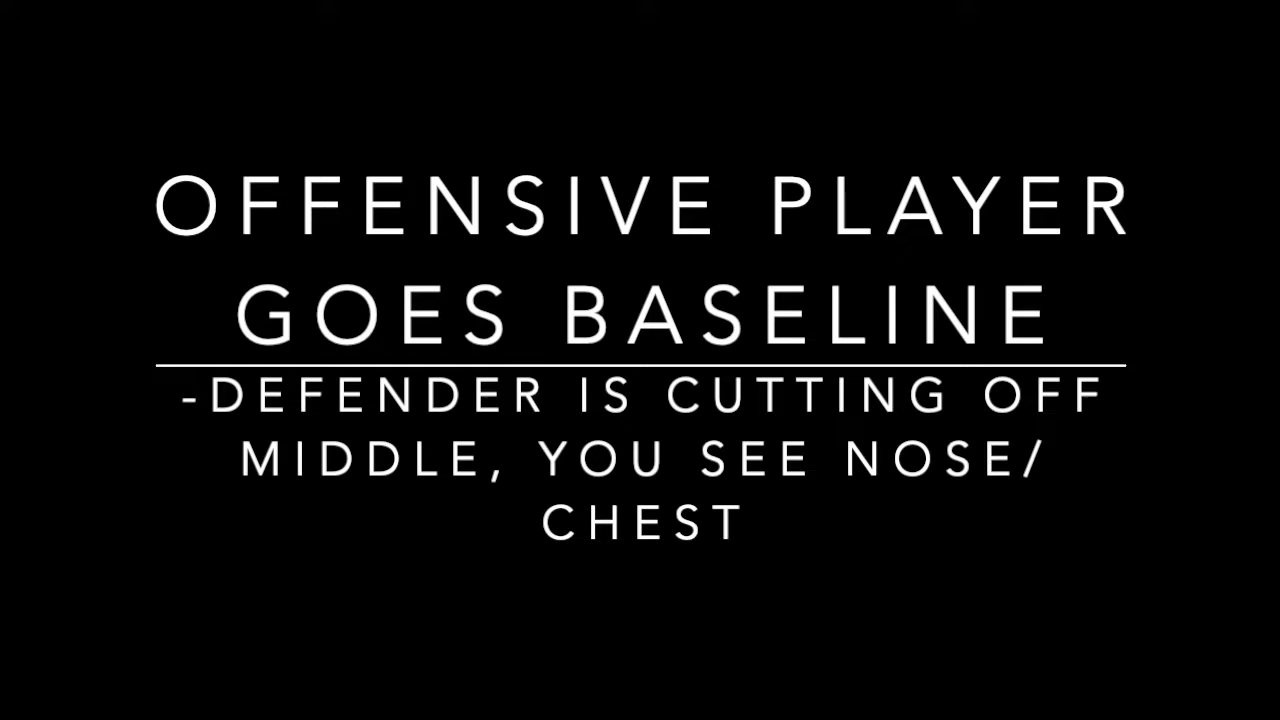 OFFENSIVE PLAYER
GOES BASELINE
-DEFENDER IS CUTTING OFF
MIDDLE, YOU SEE NOSE/
CHEST